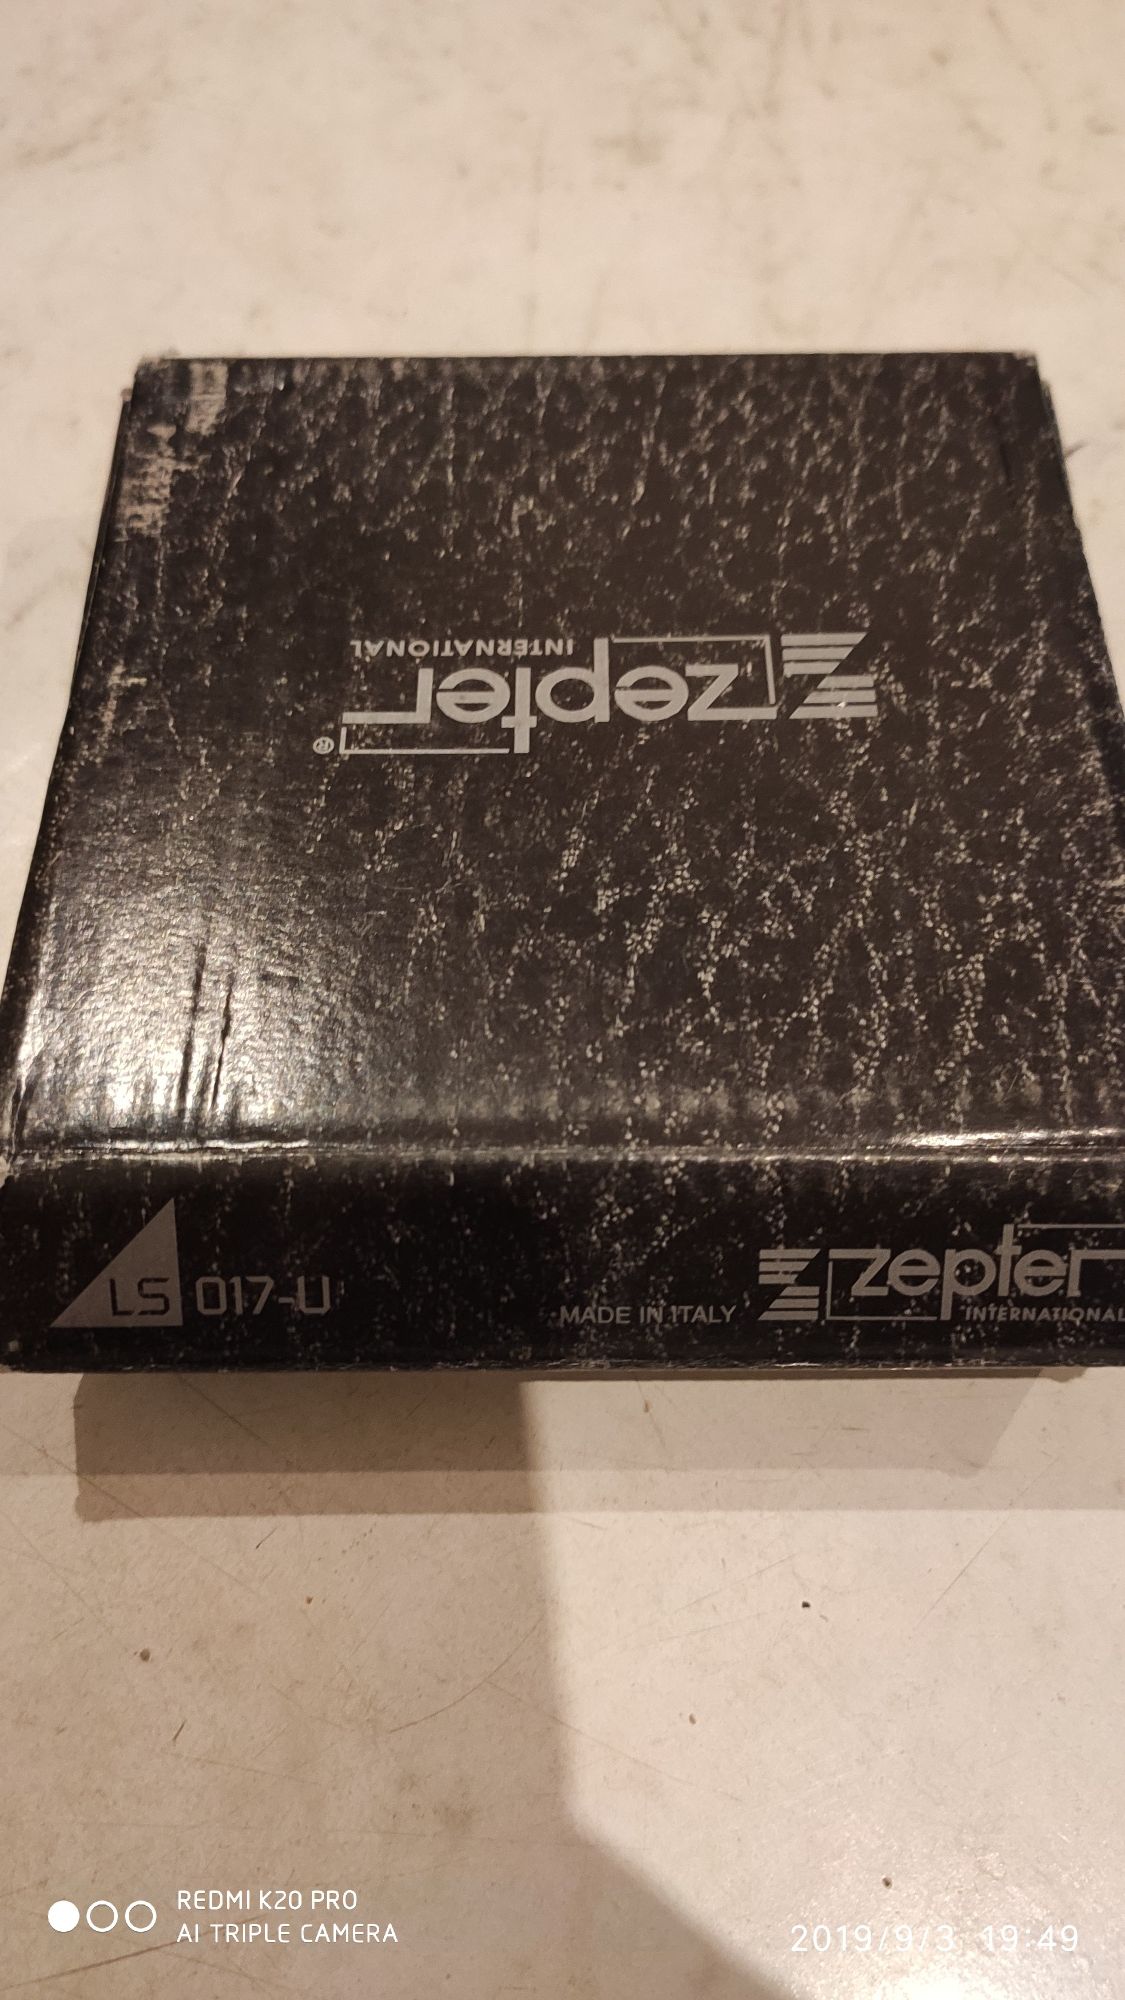 zepter
INTERNATIONAL
®
LS 017-U
MADE IN ITALY
zepter
INTERNATIONAL
REDMI K20 PRO
AI TRIPLE CAMERA
2019/9/3 19:49